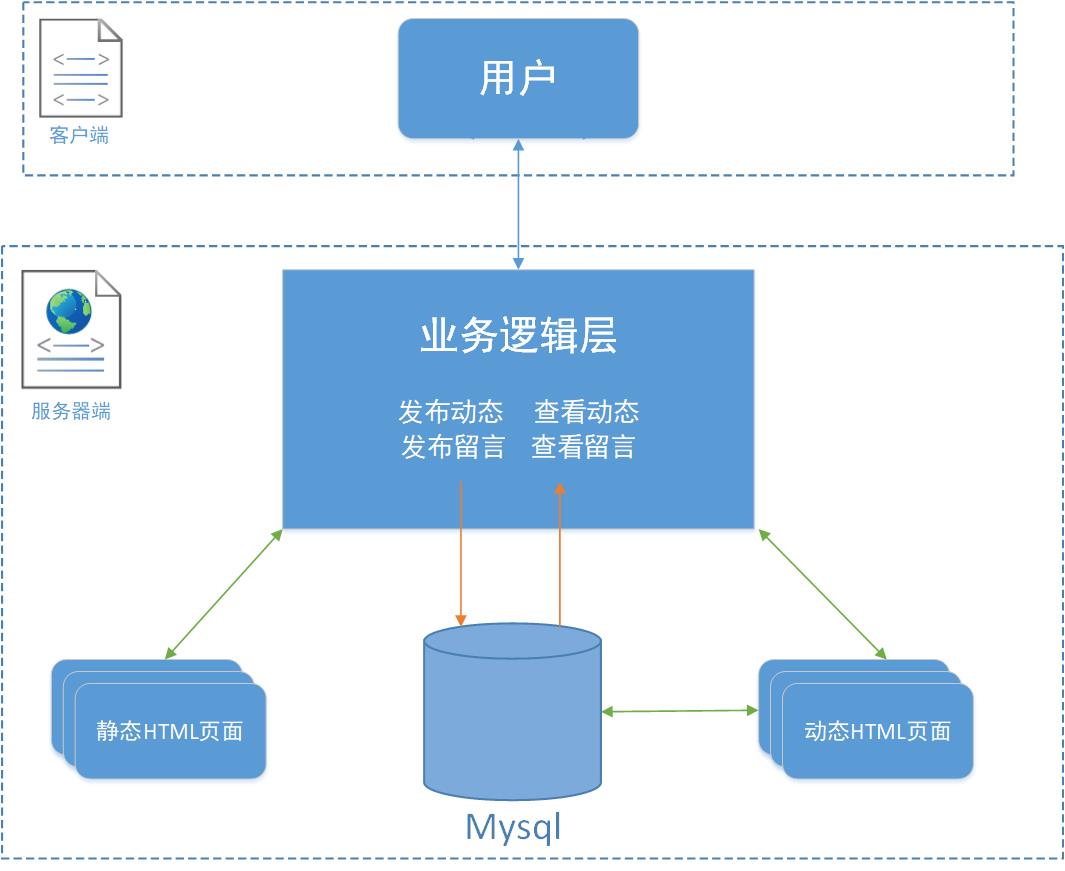 用户
客户端
业务逻辑层
发布动态 查看动态
发布留言 查看留言
服务器端
静态HTML页面
动态HTML页面
Mysql